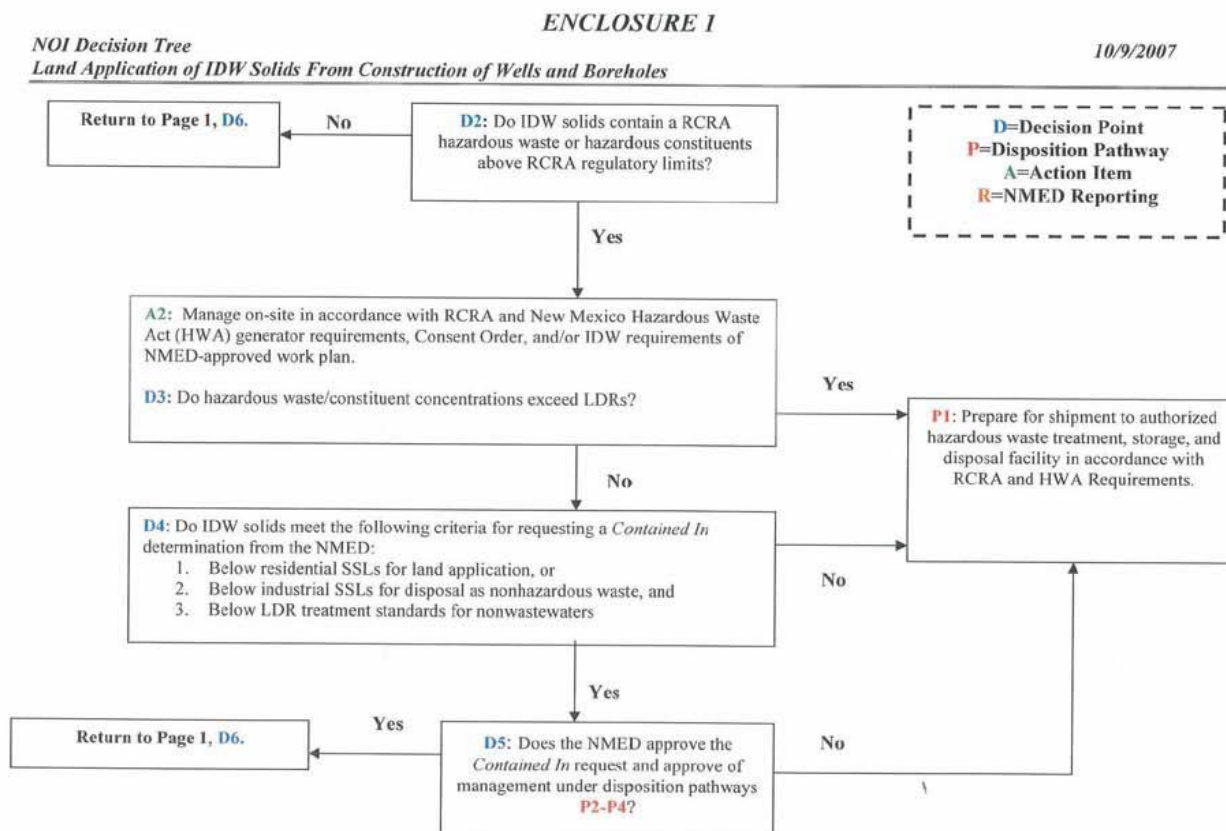 ENCLOSURE 1
NOI Decision Tree
10/9/2007
Land Application of IDW Solids From Construction of Wells and Boreholes
Return to Page 1, D6.
No
D2: Do IDW solids contain a RCRA
hazardous waste or hazardous constituents
above RCRA regulatory limits?
D=Decision Point
P=Disposition Pathway
A=Action Item
R=NMED Reporting
Yes
A2: Manage on-site in accordance with RCRA and New Mexico Hazardous Waste
Act (HWA) generator requirements, Consent Order, and/or IDW requirements of
NMED-approved work plan.
D3: Do hazardous waste/constituent concentrations exceed LDRs?
Yes
P1: Prepare for shipment to authorized
hazardous waste treatment, storage, and
disposal facility in accordance with
RCRA and HWA Requirements.
No
D4: Do IDW solids meet the following criteria for requesting a Contained In
determination from the NMED:
1. Below residential SSLs for land application, or
2. Below industrial SSLs for disposal as nonhazardous waste, and
3. Below LDR treatment standards for nonwastewaters
No
Yes
Return to Page 1, D6.
Yes
D5: Does the NMED approve the
Contained In request and approve of
management under disposition pathways
P2-P4?
No